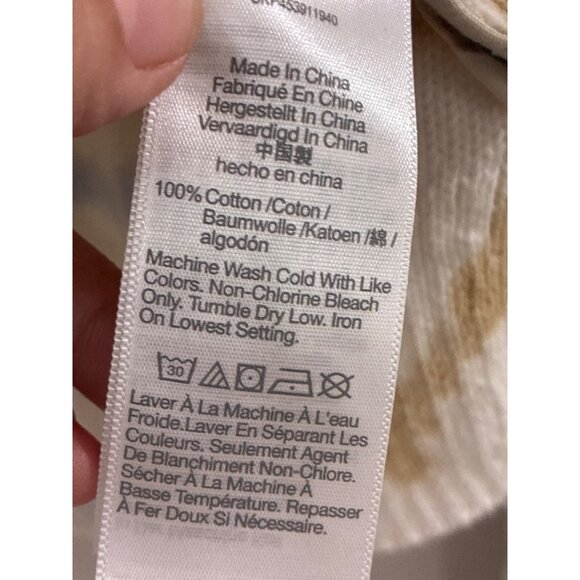 Made In China
Fabriqué En Chine
Hergestellt In China
Vervaardigd In China
中国製
hecho en china
100% Cotton /Coton /
Baumwolle /Katoen /綿 /
algodón
Machine Wash Cold With Like
Colors. Non-Chlorine Bleach
Only. Tumble Dry Low. Iron
On Lowest Setting.
30
Laver À La Machine À L'eau
Froide.Laver En Séparant Les
Couleurs. Seulement Agent
De Blanchiment Non-Chlore.
Sécher À La Machine À
Basse Température. Repasser
À Fer Doux Si Nécessaire.